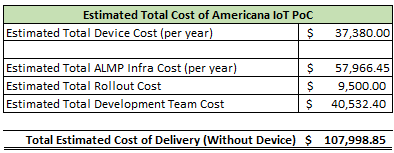 Estimated Total Cost of Americana IoT PoC
Estimated Total Device Cost (per year) $ 37,380.00
Estimated Total ALMP Infra Cost (per year) $ 57,966.45
Estimated Total Rollout Cost $ 9,500.00
Estimated Total Development Team Cost $ 40,532.40
Total Estimated Cost of Delivery (Without Device) $ 107,998.85